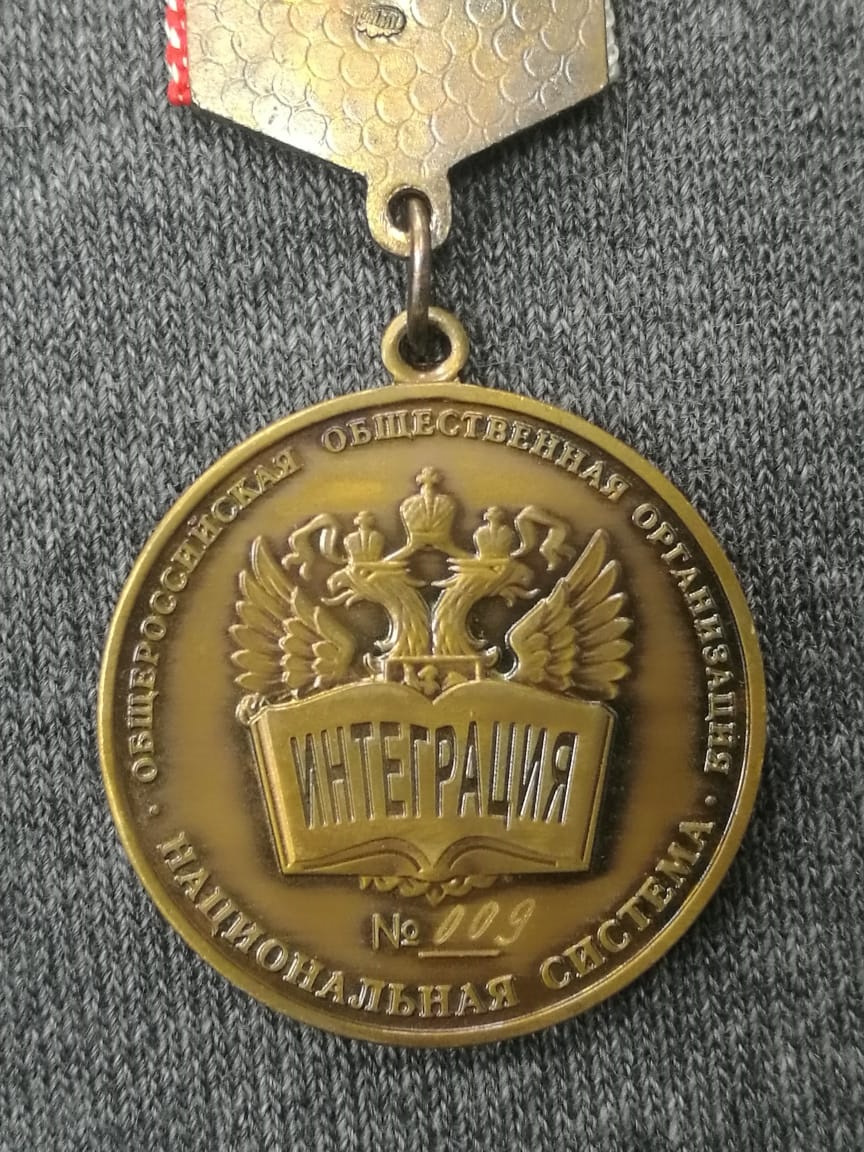 ОБЩЕРОССИЙСКАЯ ОБЩЕСТВЕННАЯ ОРГАНИЗАЦИЯ
ИНТЕГРАЦИЯ
№ 009
НАЦИОНАЛЬНАЯ СИСТЕМА